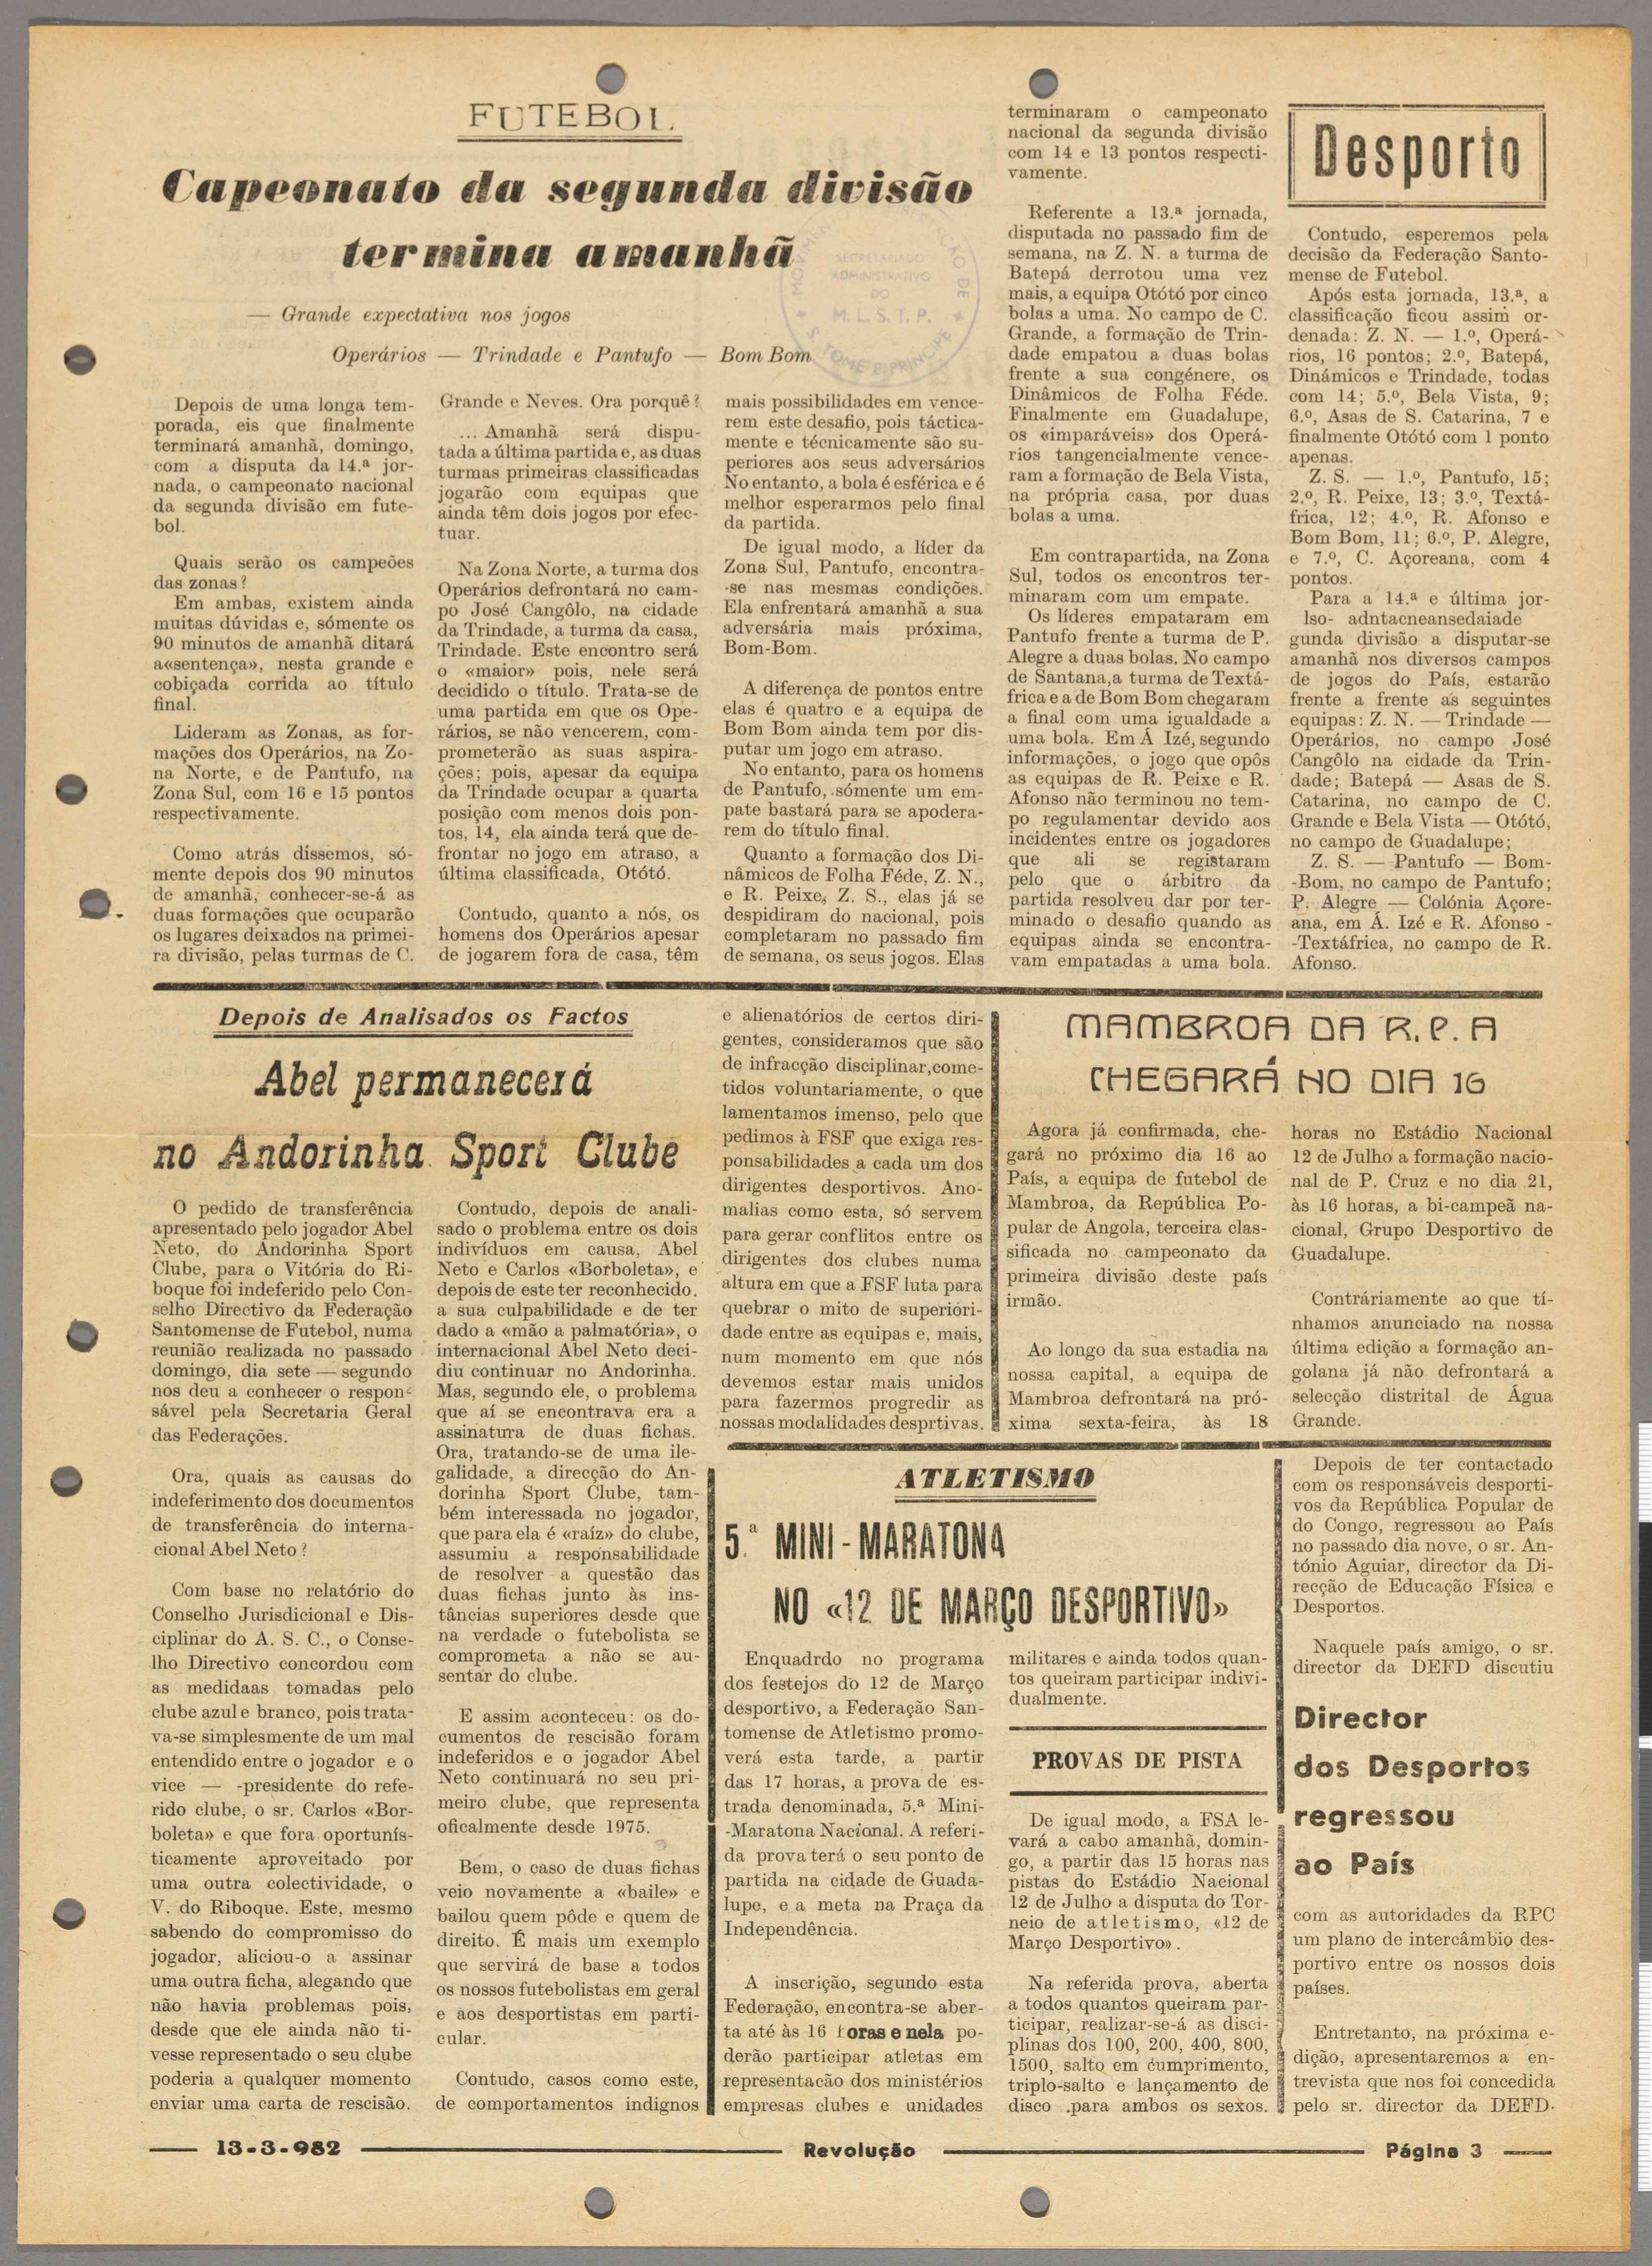 FUTEBOL
Capeonato da segunda divisão
termina amanhã
— Grande expectativa nos jogos
Operários — Trindade e Pantufo — Bom Bom
Depois de uma longa tem-
porada, eis que finalmente
terminará amanhã, domingo,
com a disputa da 14.ª jor-
nada, o campeonato nacional
da segunda divisão em fute-
bol.
Quais serão os campeões
das zonas?
Em ambas, existem ainda
muitas dúvidas e, sómente os
90 minutos de amanhã ditará
a«sentença», nesta grande e
cobiçada corrida ao título
final.
Lideram as Zonas, as for-
mações dos Operários, na Zo-
na Norte, e de Pantufo, na
Zona Sul, com 16 e 15 pontos
respectivamente.
Como atrás dissemos, só-
mente depois dos 90 minutos
de amanhã, conhecer-se-á as
duas formações que ocuparão
os lugares deixados na primei-
ra divisão, pelas turmas de C.
Grande e Neves. Ora porquê?
... Amanhã será dispu-
tada a última partida e, as duas
turmas primeiras classificadas
jogarão com equipas que
ainda têm dois jogos por efec-
tuar.
Na Zona Norte, a turma dos
Operários defrontará no cam-
po José Cangôlo, na cidade
da Trindade, a turma da casa,
Trindade. Este encontro será
o «maior» pois, nele será
decidido o título. Trata-se de
uma partida em que os Ope-
rários, se não vencerem, com-
prometerão as suas aspira-
ções; pois, apesar da equipa
da Trindade ocupar a quarta
posição com menos dois pon-
tos, 14, ela ainda terá que de-
frontar no jogo em atraso, a
última classificada, Otótó.
Contudo, quanto a nós, os
homens dos Operários apesar
de jogarem fora de casa, têm
mais possibilidades em vence-
rem este desafio, pois táctica-
mente e técnicamente são su-
periores aos seus adversários
No entanto, a bola é esférica e é
melhor esperarmos pelo final
da partida.
De igual modo, a líder da
Zona Sul, Pantufo, encontra-
-se nas mesmas condições.
Ela enfrentará amanhã a sua
adversária mais próxima,
Bom-Bom.
A diferença de pontos entre
elas é quatro e a equipa de
Bom Bom ainda tem por dis-
putar um jogo em atraso.
No entanto, para os homens
de Pantufo, sómente um em-
pate bastará para se apodera-
rem do título final.
Quanto a formação dos Di-
nâmicos de Folha Féde, Z. N.,
e R. Peixe, Z. S., elas já se
despidiram do nacional, pois
completaram no passado fim
de semana, os seus jogos. Elas
terminaram o campeonato
nacional da segunda divisão
com 14 e 13 pontos respecti-
vamente.
Referente a 13.ª jornada,
disputada no passado fim de
semana, na Z. N. a turma de
Batepá derrotou uma vez
mais, a equipa Otótó por cinco
bolas a uma. No campo de C.
Grande, a formação de Trin-
dade empatou a duas bolas
frente a sua congénere, os
Dinámicos de Folha Féde.
Finalmente em Guadalupe,
os «imparáveis» dos Operá-
rios tangencialmente vence-
ram a formação de Bela Vista,
na própria casa, por duas
bolas a uma.
Em contrapartida, na Zona
Sul, todos os encontros ter-
minaram com um empate.
Os líderes empataram em
Pantufo frente a turma de P.
Alegre a duas bolas. No campo
de Santana,a turma de Textá-
frica e a de Bom Bom chegaram
a final com uma igualdade a
uma bola. Em Á Izé, segundo
informações, o jogo que opôs
as equipas de R. Peixe e R.
Afonso não terminou no tem-
po regulamentar devido aos
incidentes entre os jogadores
que ali se registaram
pelo que o árbitro da
partida resolveu dar por ter-
minado o desafio quando as
equipas ainda se encontra-
vam empatadas a uma bola.
Desporto
Contudo, esperemos pela
decisão da Federação Santo-
mense de Futebol.
Após esta jornada, 13.ª, a
classificação ficou assim or-
denada: Z. N. — 1.º, Operá-
rios, 16 pontos; 2.º, Batepá,
Dinámicos e Trindade, todas
com 14; 5.º, Bela Vista, 9;
6.º, Asas de S. Catarina, 7 e
finalmente Otótó com 1 ponto
apenas.
Z. S. — 1.º, Pantufo, 15;
2.º, R. Peixe, 13; 3.º, Textá-
frica, 12; 4.º, R. Afonso e
Bom Bom, 11; 6.º, P. Alegre,
e 7.º, C. Açoreana, com 4
pontos.
Para a 14.ª e última jor-
lso- adntacneansedaiade
gunda divisão a disputar-se
amanhã nos diversos campos
de jogos do País, estarão
frente a frente as seguintes
equipas: Z. N. — Trindade —
Operários, no campo José
Cangôlo na cidade da Trin-
dade; Batepá — Asas de S.
Catarina, no campo de C.
Grande e Bela Vista — Otótó,
no campo de Guadalupe;
Z. S. — Pantufo — Bom-
-Bom, no campo de Pantufo;
P. Alegre — Colónia Açore-
ana, em Á. Izé e R. Afonso -
-Textáfrica, no campo de R.
Afonso.
MOVIMEN
SECRETARIADO
ADMINISTRATIVO
DO
M. L. S. T. P.
S. TOMÉ E PRINCIPE
Depois de Analisados os Factos
Abel permanecerá
no Andorinha Sport Clube
O pedido de transferência
apresentado pelo jogador Abel
Neto, do Andorinha Sport
Clube, para o Vitória do Ri-
boque foi indeferido pelo Con-
selho Directivo da Federação
Santomense de Futebol, numa
reunião realizada no passado
domingo, dia sete — segundo
nos deu a conhecer o respon-
sável pela Secretaria Geral
das Federações.
Ora, quais as causas do
indeferimento dos documentos
de transferência do interna-
cional Abel Neto?
Com base no relatório do
Conselho Jurisdicional e Dis-
ciplinar do A. S. C., o Conse-
lho Directivo concordou com
as medidaas tomadas pelo
clube azul e branco, pois trata-
va-se simplesmente de um mal
entendido entre o jogador e o
vice — -presidente do refe-
rido clube, o sr. Carlos «Bor-
boleta» e que fora oportunís-
ticamente aproveitado por
uma outra colectividade, o
V. do Riboque. Este, mesmo
sabendo do compromisso do
jogador, aliciou-o a assinar
uma outra ficha, alegando que
não havia problemas pois,
desde que ele ainda não ti-
vesse representado o seu clube
poderia a qualquer momento
enviar uma carta de rescisão.
Contudo, depois de anali-
sado o problema entre os dois
indivíduos em causa, Abel
Neto e Carlos «Borboleta», e
depois de este ter reconhecido.
a sua culpabilidade e de ter
dado a «mão a palmatória», o
internacional Abel Neto deci-
diu continuar no Andorinha.
Mas, segundo ele, o problema
que aí se encontrava era a
assinatura de duas fichas.
Ora, tratando-se de uma ile-
galidade, a direcção do An-
dorinha Sport Clube, tam-
bém interessada no jogador,
que para ela é «raíz» do clube,
assumiu a responsabilidade
de resolver a questão das
duas fichas junto às ins-
tâncias superiores desde que
na verdade o futebolista se
comprometa a não se au-
sentar do clube.
E assim aconteceu: os do-
cumentos de rescisão foram
indeferidos e o jogador Abel
Neto continuará no seu pri-
meiro clube, que representa
oficalmente desde 1975.
Bem, o caso de duas fichas
veio novamente a «baile» e
bailou quem pôde e quem de
direito. É mais um exemplo
que servirá de base a todos
os nossos futebolistas em geral
e aos desportistas em parti-
cular.
Contudo, casos como este,
de comportamentos indignos
e alienatórios de certos diri-
gentes, consideramos que são
de infracção disciplinar,come-
tidos voluntariamente, o que
lamentamos imenso, pelo que
pedimos à FSF que exiga res-
ponsabilidades a cada um dos
dirigentes desportivos. Ano-
malias como esta, só servem
para gerar conflitos entre os
dirigentes dos clubes numa
altura em que a FSF luta para
quebrar o mito de superiori-
dade entre as equipas e, mais,
num momento em que nós
devemos estar mais unidos
para fazermos progredir as
nossas modalidades desprtivas.
MAMBROA DA R. P. A
CHEGARÁ NO DIA 16
Agora já confirmada, che-
gará no próximo dia 16 ao
País, a equipa de futebol de
Mambroa, da República Po-
pular de Angola, terceira clas-
sificada no campeonato da
primeira divisão deste país
irmão.
Ao longo da sua estadia na
nossa capital, a equipa de
Mambroa defrontará na pró-
xima sexta-feira, às 18
horas no Estádio Nacional
12 de Julho a formação nacio-
nal de P. Cruz e no dia 21,
às 16 horas, a bi-campeã na-
cional, Grupo Desportivo de
Guadalupe.
Contráriamente ao que tí-
nhamos anunciado na nossa
última edição a formação an-
golana já não defrontará a
selecção distrital de Água
Grande.
ATLETISMO
5.ª MINI-MARATONA
NO «12 DE MARÇO DESPORTIVO»
Enquadrdo no programa
dos festejos do 12 de Março
desportivo, a Federação San-
tomense de Atletismo promo-
verá esta tarde, a partir
das 17 horas, a prova de es-
trada denominada, 5.ª Mini-
-Maratona Nacional. A referi-
da prova terá o seu ponto de
partida na cidade de Guada-
lupe, e a meta na Praça da
Independência.
A inscrição, segundo esta
Federação, encontra-se aber-
ta até às 16 horas e nela po-
derão participar atletas em
representacão dos ministérios
empresas clubes e unidades
militares e ainda todos quan-
tos queiram participar indivi-
dualmente.
PROVAS DE PISTA
De igual modo, a FSA le-
vará a cabo amanhã, domin-
go, a partir das 15 horas nas
pistas do Estádio Nacional
12 de Julho a disputa do Tor-
neio de atletismo, «12 de
Março Desportivo».
Na referida prova, aberta
a todos quantos queiram par-
ticipar, realizar-se-á as disci-
plinas dos 100, 200, 400, 800,
1500, salto em cumprimento,
triplo-salto e lançamento de
disco .para ambos os sexos.
Depois de ter contactado
com os responsáveis desporti-
vos da República Popular de
do Congo, regressou ao País
no passado dia nove, o sr. An-
tónio Aguiar, director da Di-
recção de Educação Física e
Desportos.
Naquele país amigo, o sr.
director da DEFD discutiu
Director
dos Desportos
regressou
ao País
com as autoridades da RPC
um plano de intercâmbio des-
portivo entre os nossos dois
países.
Entretanto, na próxima e-
dição, apresentaremos a en-
trevista que nos foi concedida
pelo sr. director da DEFD.
13-3-982
Revolução
Página 3